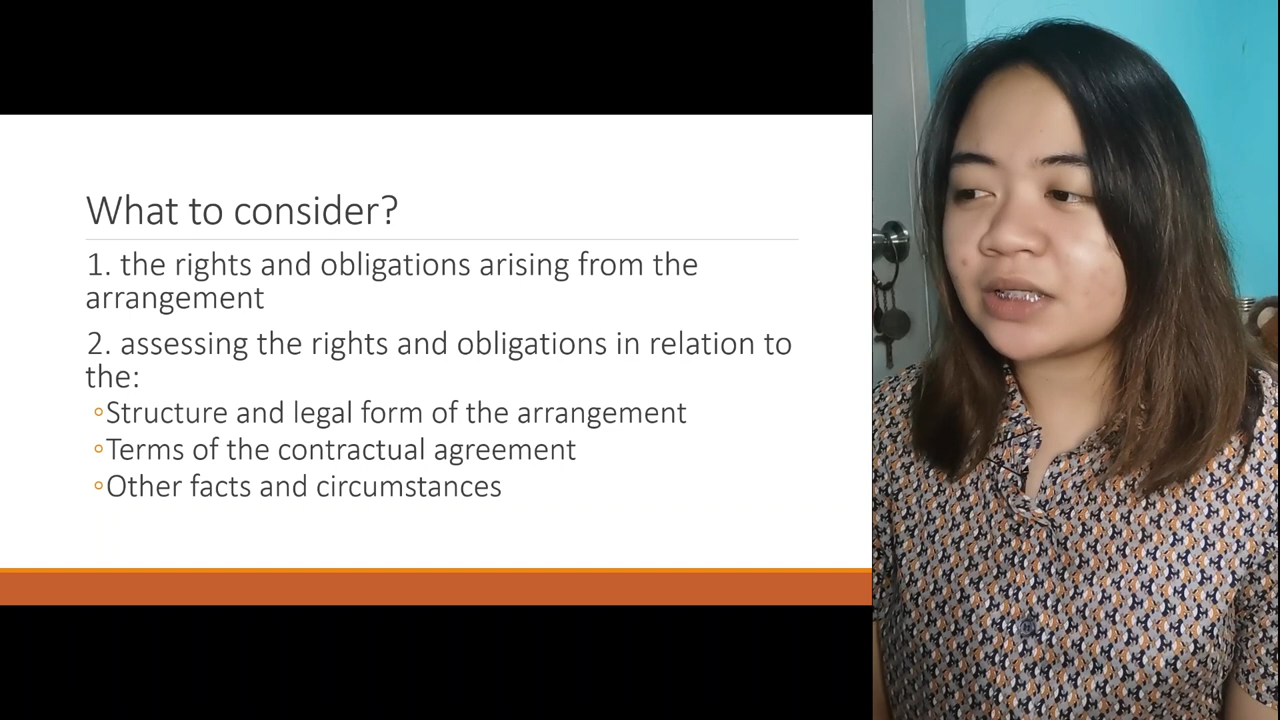 What to consider?
1. the rights and obligations arising from the
arrangement
2. assessing the rights and obligations in relation to
the:
◦Structure and legal form of the arrangement
◦Terms of the contractual agreement
◦Other facts and circumstances